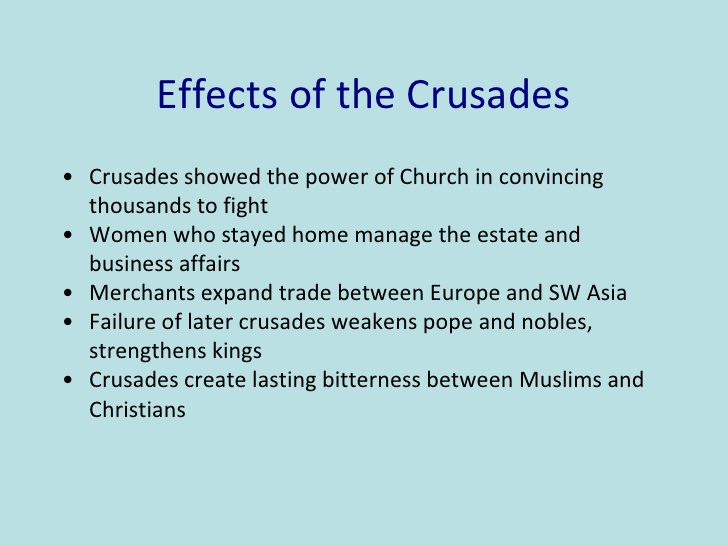 Effects of the Crusades
• Crusades showed the power of Church in convincing
thousands to fight
• Women who stayed home manage the estate and
business affairs
• Merchants expand trade between Europe and SW Asia
• Failure of later crusades weakens pope and nobles,
strengthens kings
• Crusades create lasting bitterness between Muslims and
Christians